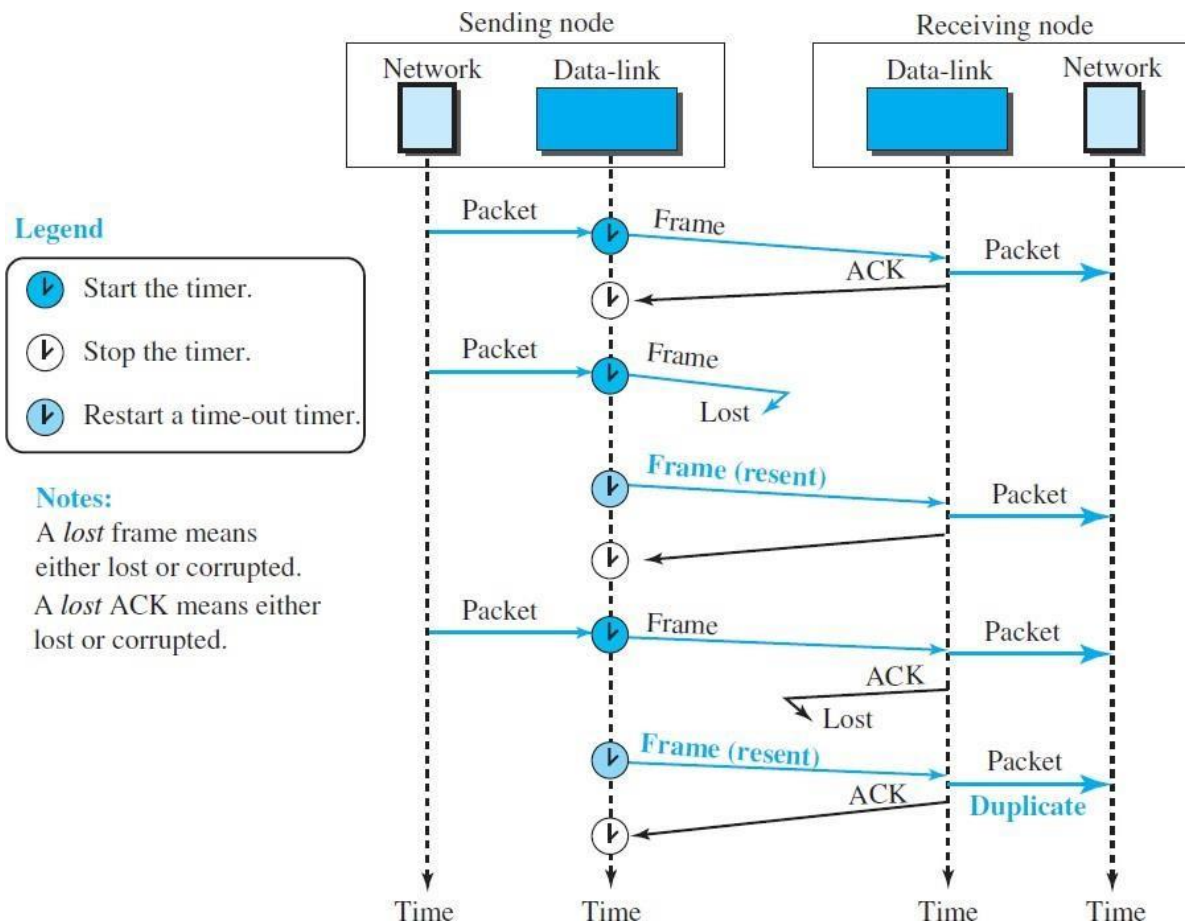 Sending node
Receiving node
Network
Data-link
Data-link
Network
Legend
Start the timer.
Stop the timer.
Restart a time-out timer.
Notes:
A lost frame means
either lost or corrupted.
A lost ACK means either
lost or corrupted.
Packet
Frame
ACK
Packet
Packet
Frame
Lost
Frame (resent)
Packet
Packet
Frame
Packet
ACK
Lost
Frame (resent)
Packet
ACK
Duplicate
Time
Time
Time
Time